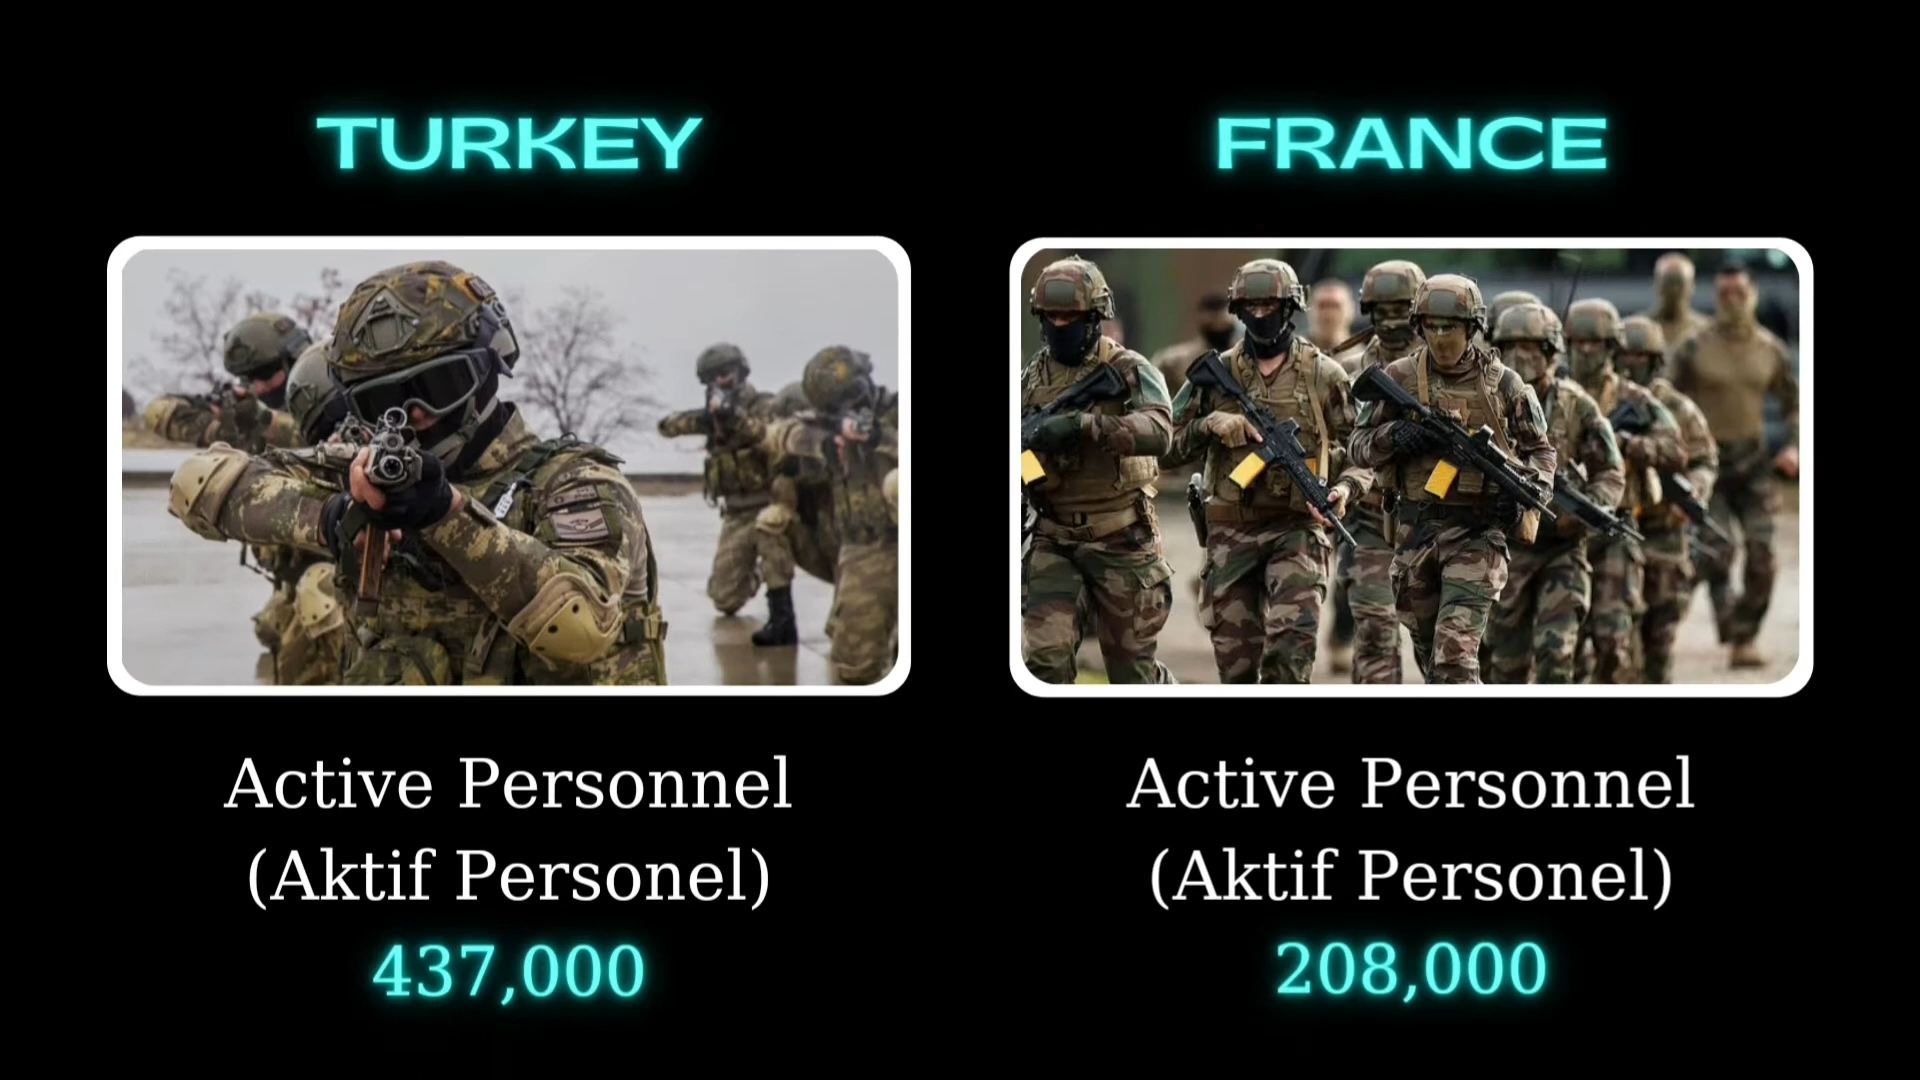 TURKEY
FRANCE
Active Personnel
(Aktif Personel)
437,000
Active Personnel
(Aktif Personel)
208,000